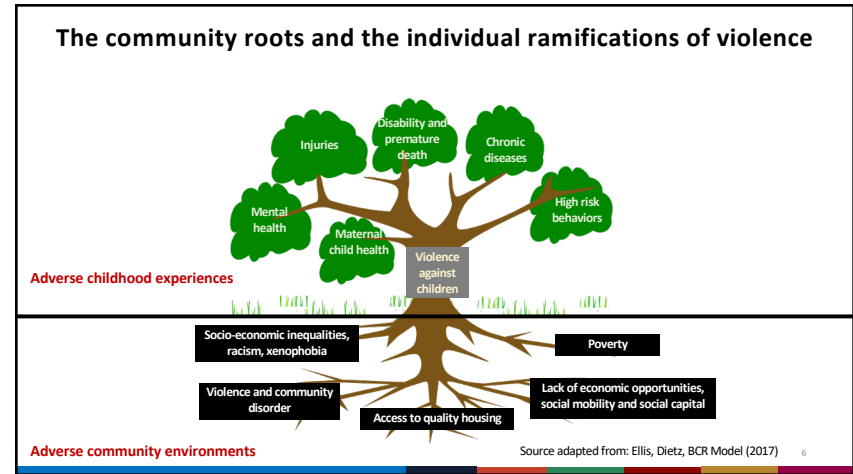 The community roots and the individual ramifications of violence
Disability and
premature
death
Injuries
Chronic
diseases
High risk
behaviors
Mental
health
Maternal
child health
Violence
against
children
Adverse childhood experiences
Socio-economic inequalities,
racism, xenophobia
Poverty
Violence and community
disorder
Lack of economic opportunities,
social mobility and social capital
Access to quality housing
Adverse community environments
Source adapted from: Ellis, Dietz, BCR Model (2017)
6